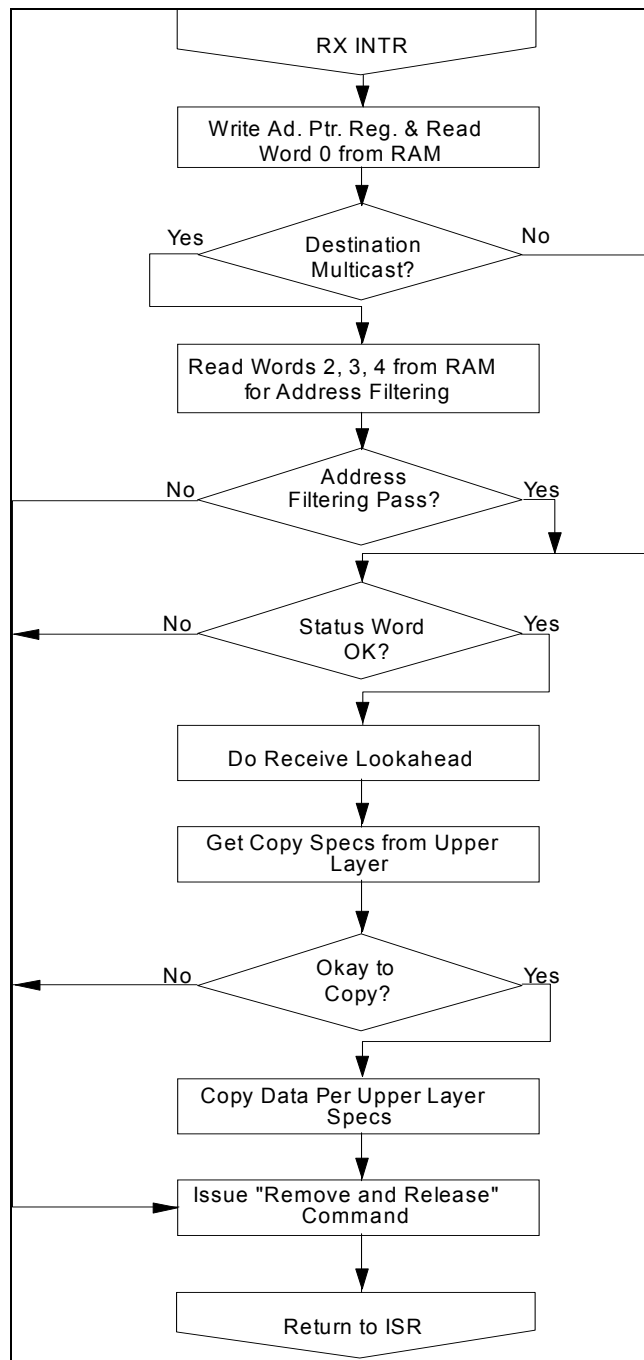 RX INTR
Write Ad. Ptr. Reg. & Read
Word 0 from RAM
Yes
No
Destination
Multicast?
Read Words 2, 3, 4 from RAM
for Address Filtering
No
Address
Filtering Pass?
Yes
No
Status Word
OK?
Yes
Do Receive Lookahead
Get Copy Specs from Upper
Layer
No
Okay to
Copy?
Yes
Copy Data Per Upper Layer
Specs
Issue "Remove and Release"
Command
Return to ISR